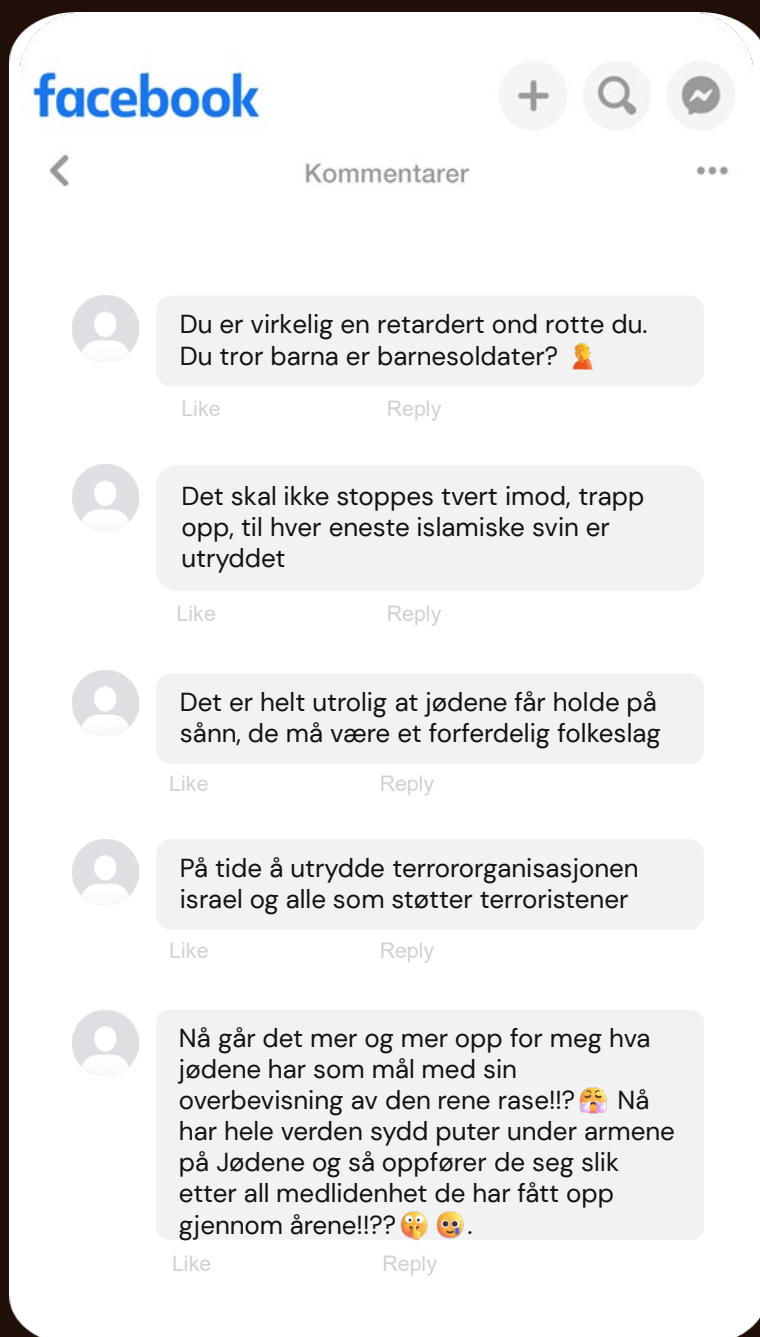 facebook
Kommentarer
Du er virkelig en retardert ond rotte du.
Du tror barna er barnesoldater? 🤦
Like Reply
Det skal ikke stoppes tvert imod, trapp
opp, til hver eneste islamiske svin er
utryddet
Like Reply
Det er helt utrolig at jødene får holde på
sånn, de må være et forferdelig folkeslag
Like Reply
På tide å utrydde terrororganisasjonen
israel og alle som støtter terroristener
Like Reply
Nå går det mer og mer opp for meg hva
jødene har som mål med sin
overbevisning av den rene rase!!?😤 Nå
har hele verden sydd puter under armene
på Jødene og så oppfører de seg slik
etter all medlidenhet de har fått opp
gjennom årene!!??🤫🥲.
Like Reply